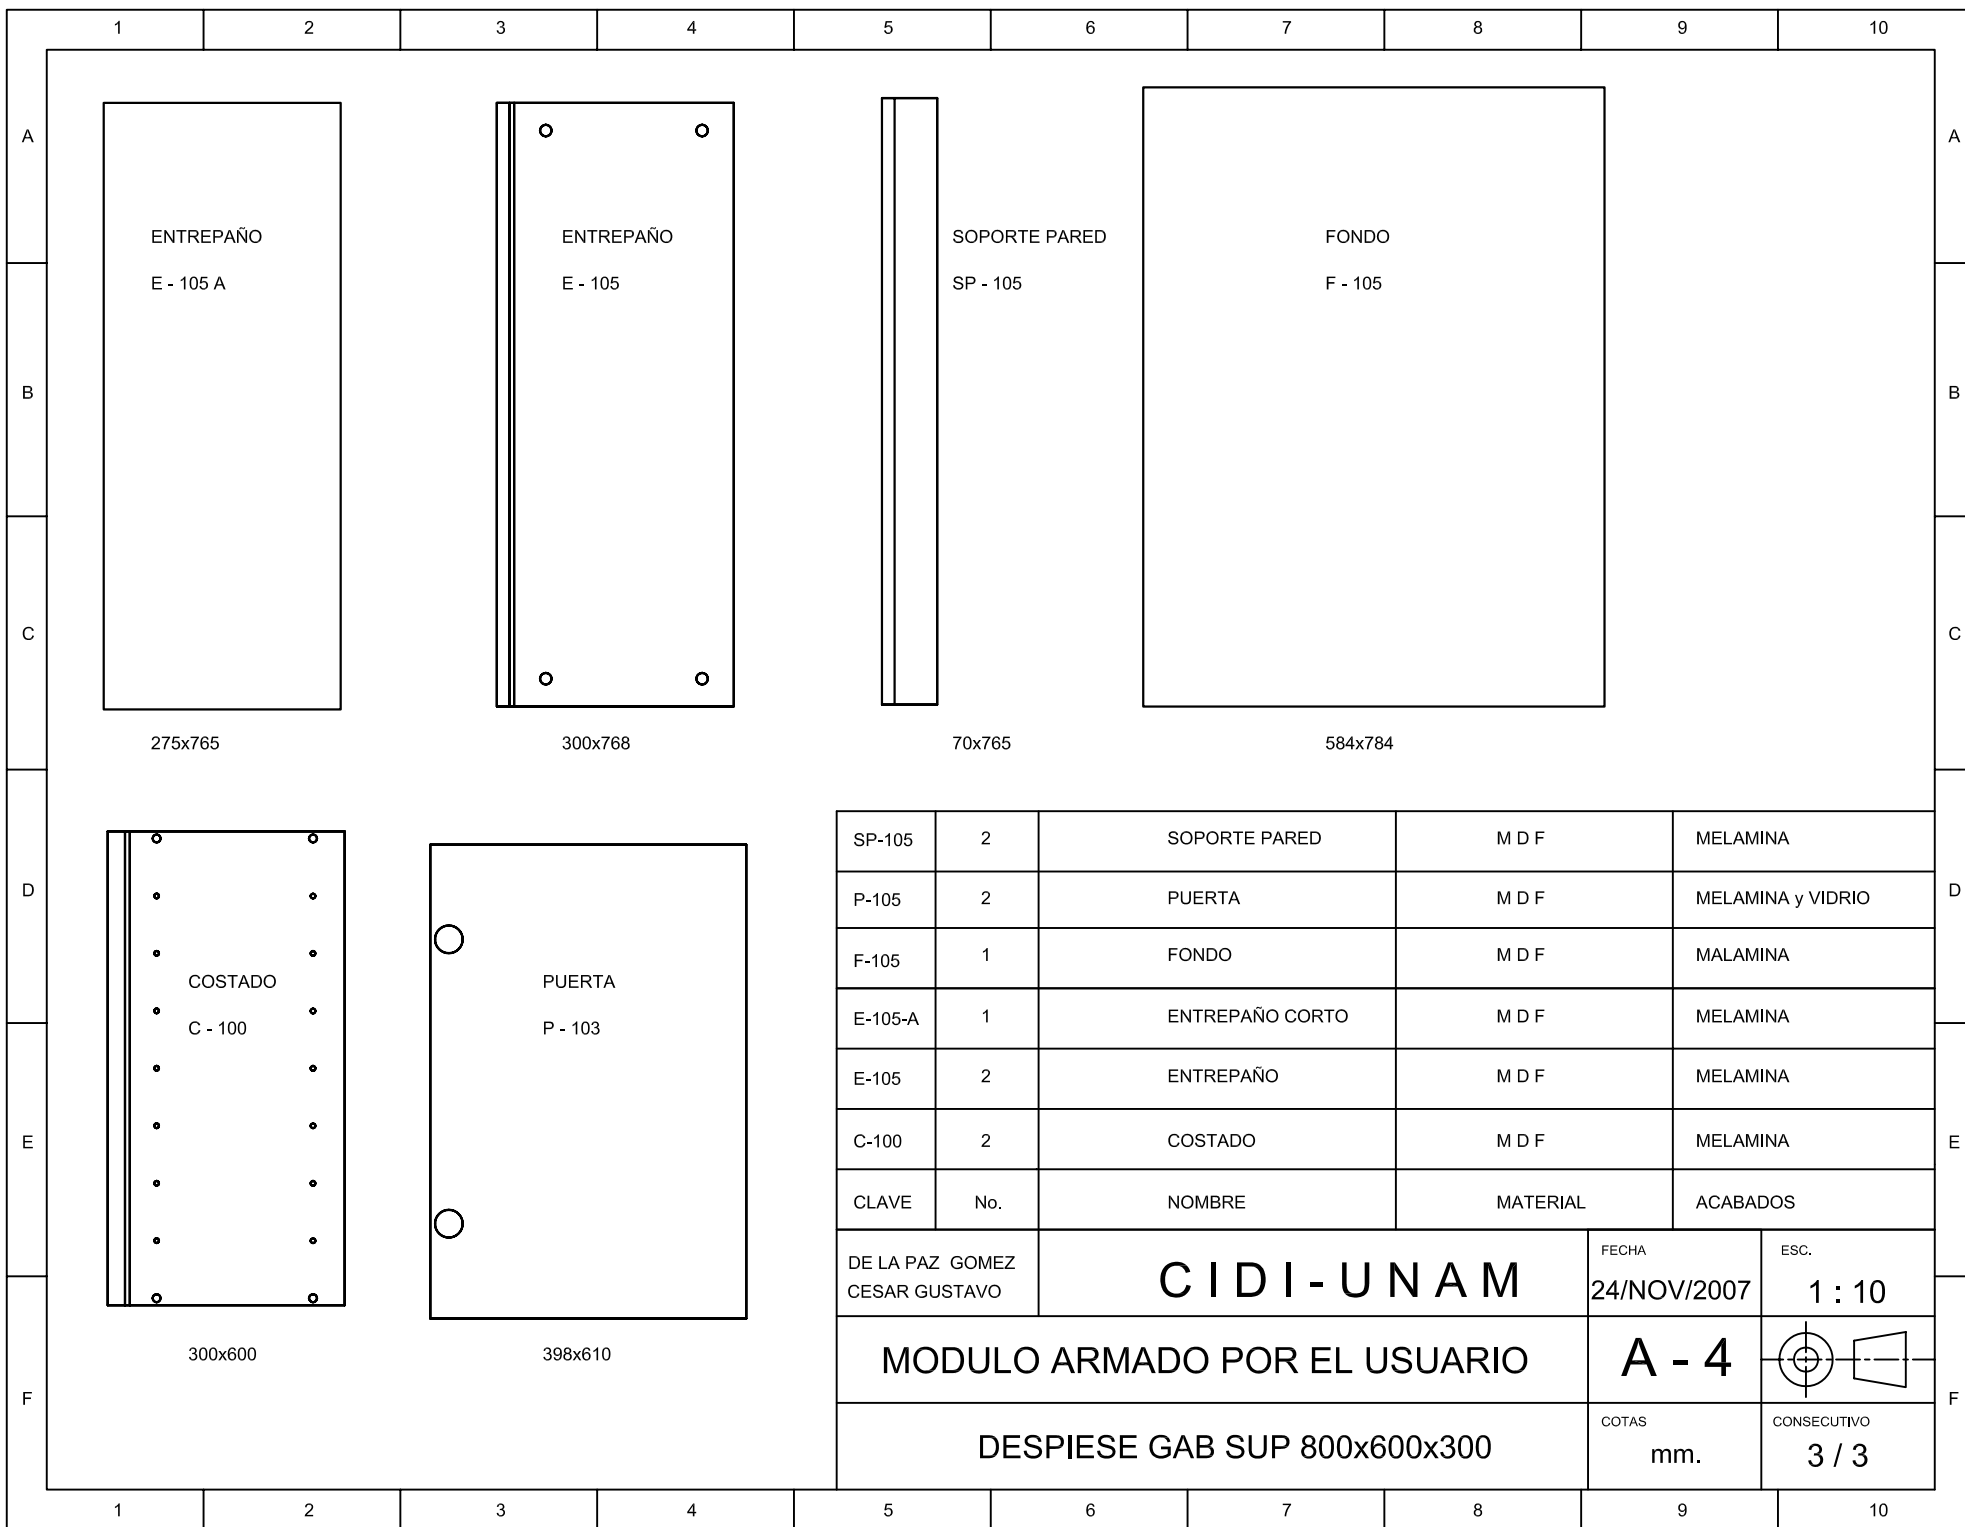 1 2 3 4 5 6 7 8 9 10
A A
ENTREPAÑO ENTREPAÑO SOPORTE PARED FONDO
E - 105 A E - 105 SP - 105 F - 105
B B
C C
275x765 300x768 70x765 584x784
SP-105 2 SOPORTE PARED M D F MELAMINA
D P-105 2 PUERTA M D F MELAMINA y VIDRIO D
F-105 1 FONDO M D F MALAMINA
COSTADO PUERTA
C - 100 P - 103
E-105-A 1 ENTREPAÑO CORTO M D F MELAMINA
E-105 2 ENTREPAÑO M D F MELAMINA
E C-100 2 COSTADO M D F MELAMINA E
CLAVE No. NOMBRE MATERIAL ACABADOS
DE LA PAZ GOMEZ
CESAR GUSTAVO
CIDI-UNAM
FECHA
24/NOV/2007
ESC.
1 : 10
300x600 398x610
MODULO ARMADO POR EL USUARIO A - 4
F F
DESPIESE GAB SUP 800x600x300
COTAS
mm.
CONSECUTIVO
3 / 3
1 2 3 4 5 6 7 8 9 10